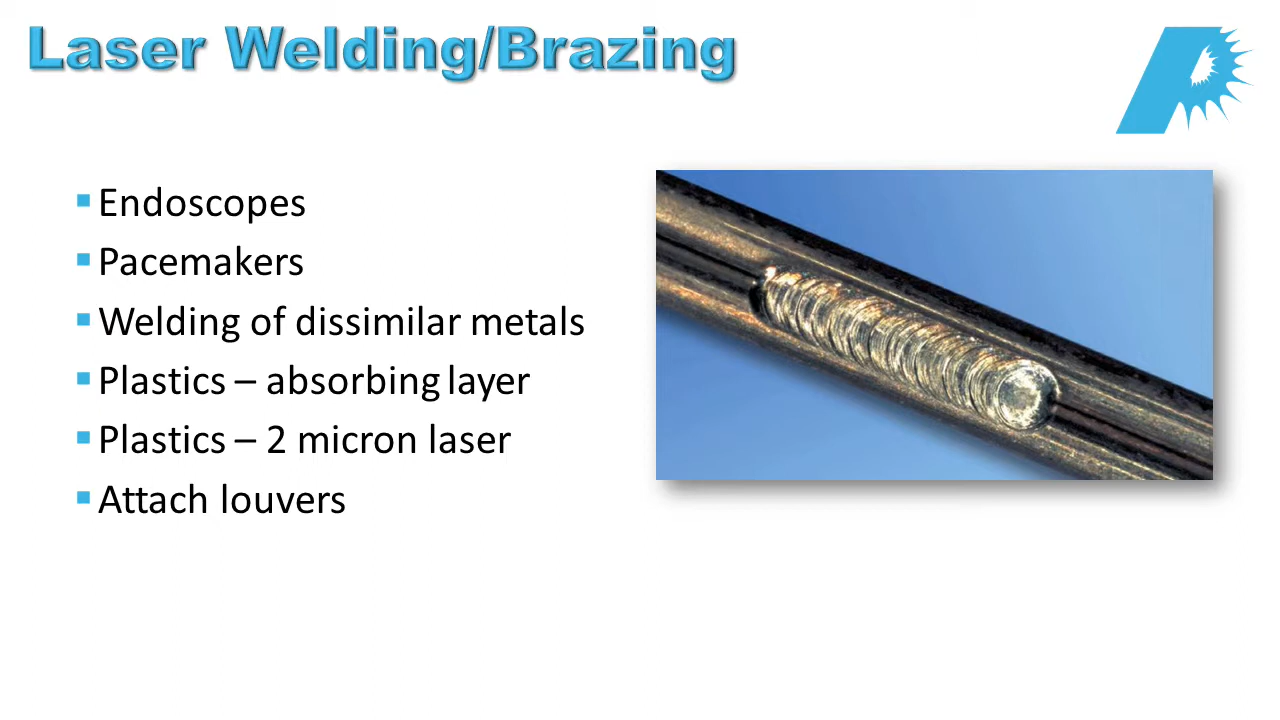 Laser Welding/Brazing
Endoscopes
Pacemakers
Welding of dissimilar metals
Plastics – absorbing layer
Plastics – 2 micron laser
Attach louvers